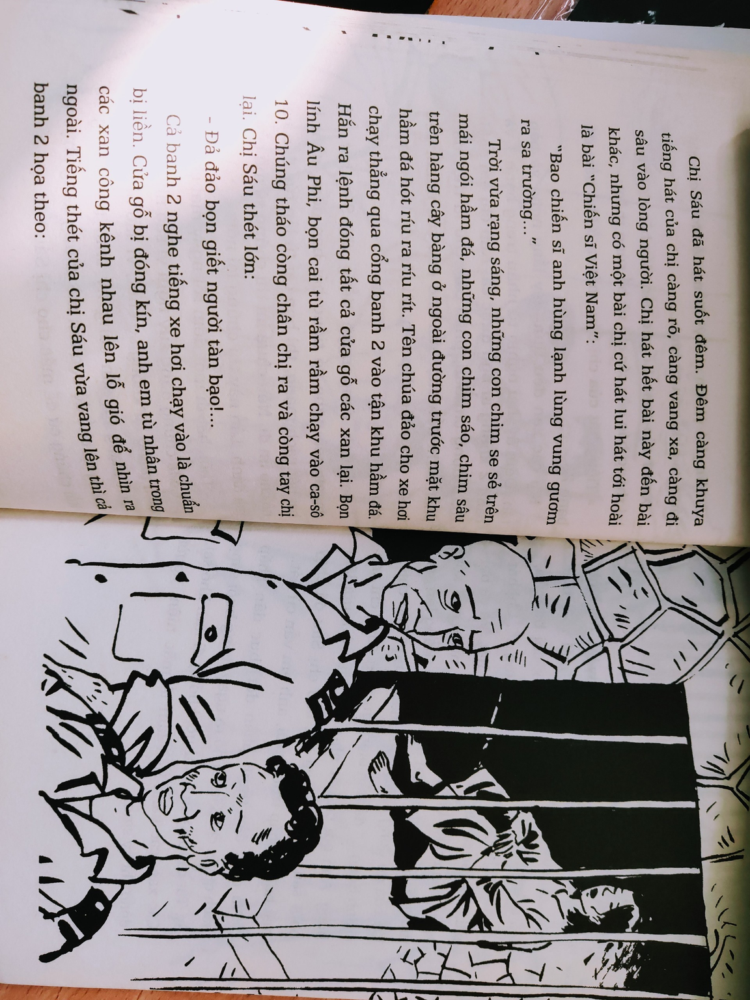 Chị Sáu đã hát suốt đêm. Đêm càng khuya
tiếng hát của chị càng rõ, càng vang xa, càng đi
sâu vào lòng người. Chị hát hết bài này đến bài
khác, nhưng có một bài chị cứ hát lui hát tới hoài
là bài “Chiến sĩ Việt Nam”:
“Bao chiến sĩ anh hùng lạnh lùng vung gươm
ra sa trường...”
Trời vừa rạng sáng, những con chim se sẻ trên
mái ngói hầm đá, những con chim sáo, chim sâu
trên hàng cây bàng ở ngoài đường trước mặt khu
hầm đá hót ríu ra ríu rít. Tên chúa đảo cho xe hơi
chạy thẳng qua cổng banh 2 vào tận khu hầm đá.
Hắn ra lệnh đóng tất cả cửa gỗ các xan lại. Bọn
lính Âu Phi, bọn cai tù rầm rầm chạy vào ca-sô
10. Chúng tháo còng chân chị ra và còng tay chị
lại. Chị Sáu thét lớn:
- Đả đảo bọn giết người tàn bạo!...
Cả banh 2 nghe tiếng xe hơi chạy vào là chuẩn
bị liền. Cửa gỗ bị đóng kín, anh em tù nhân trong
các xan công kênh nhau lên lỗ gió để nhìn ra
ngoài. Tiếng thét của chị Sáu vừa vang lên thì cả
banh 2 họa theo: